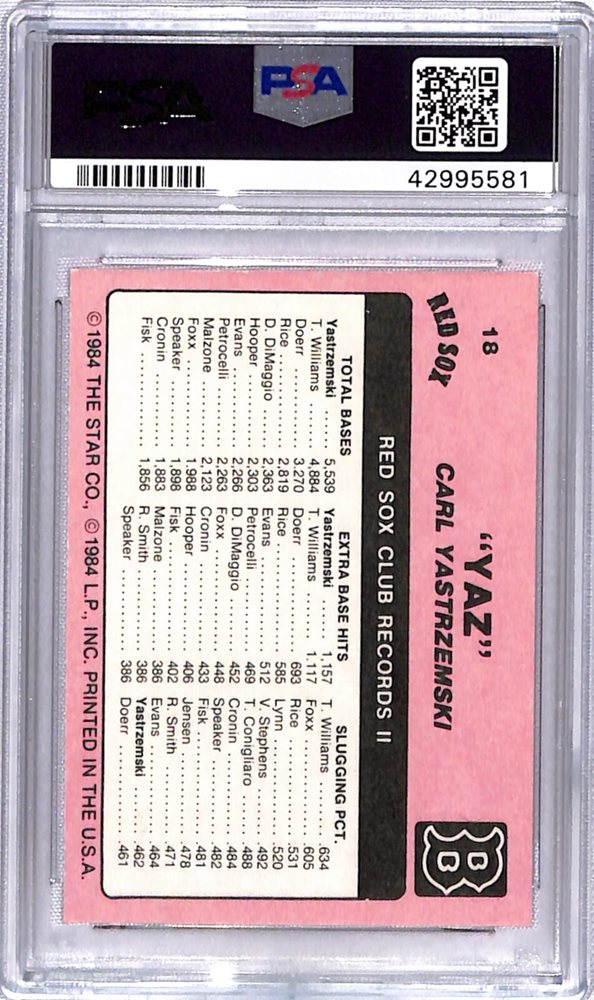 PSA
PSA
42995581
18
"YAZ"
RED SOX
CARL YASTRZEMSKI
B
B
RED SOX CLUB RECORDS II
TOTAL BASES
Yastrzemski ..... 5,539
T. Williams ....... 4,884
Doerr ............ 3,270
Rice ............. 2,819
D. DiMaggio ..... 2,363
Hooper .......... 2,303
Evans ........... 2,266
Petrocelli ........ 2,263
Malzone ......... 2,123
Foxx ............ 1,988
Speaker ......... 1,898
Cronin .......... 1,883
Fisk ............. 1,856
EXTRA BASE HITS
Yastrzemski .... 1,157
T. Williams ...... 1,117
Doerr ........... 693
Rice ............ 585
Evans ........... 512
Petrocelli ........ 469
D. DiMaggio ..... 452
Foxx ............ 448
Cronin .......... 433
Hooper .......... 406
Fisk ............ 402
Malzone ......... 386
R. Smith ......... 386
Speaker ......... 386
SLUGGING PCT.
T. Williams ...... .634
Foxx ............ .605
Rice ............ .531
Lynn ............ .520
V. Stephens ..... .492
T. Conigliaro ..... .488
Cronin .......... .484
Speaker ......... .482
Fisk ............ .481
Jensen .......... .478
R. Smith ........ .471
Evans ........... .464
Yastrzemski ..... .462
Doerr ........... .461
©1984 THE STAR CO., ©1984 L.P., INC. PRINTED IN THE U.S.A.